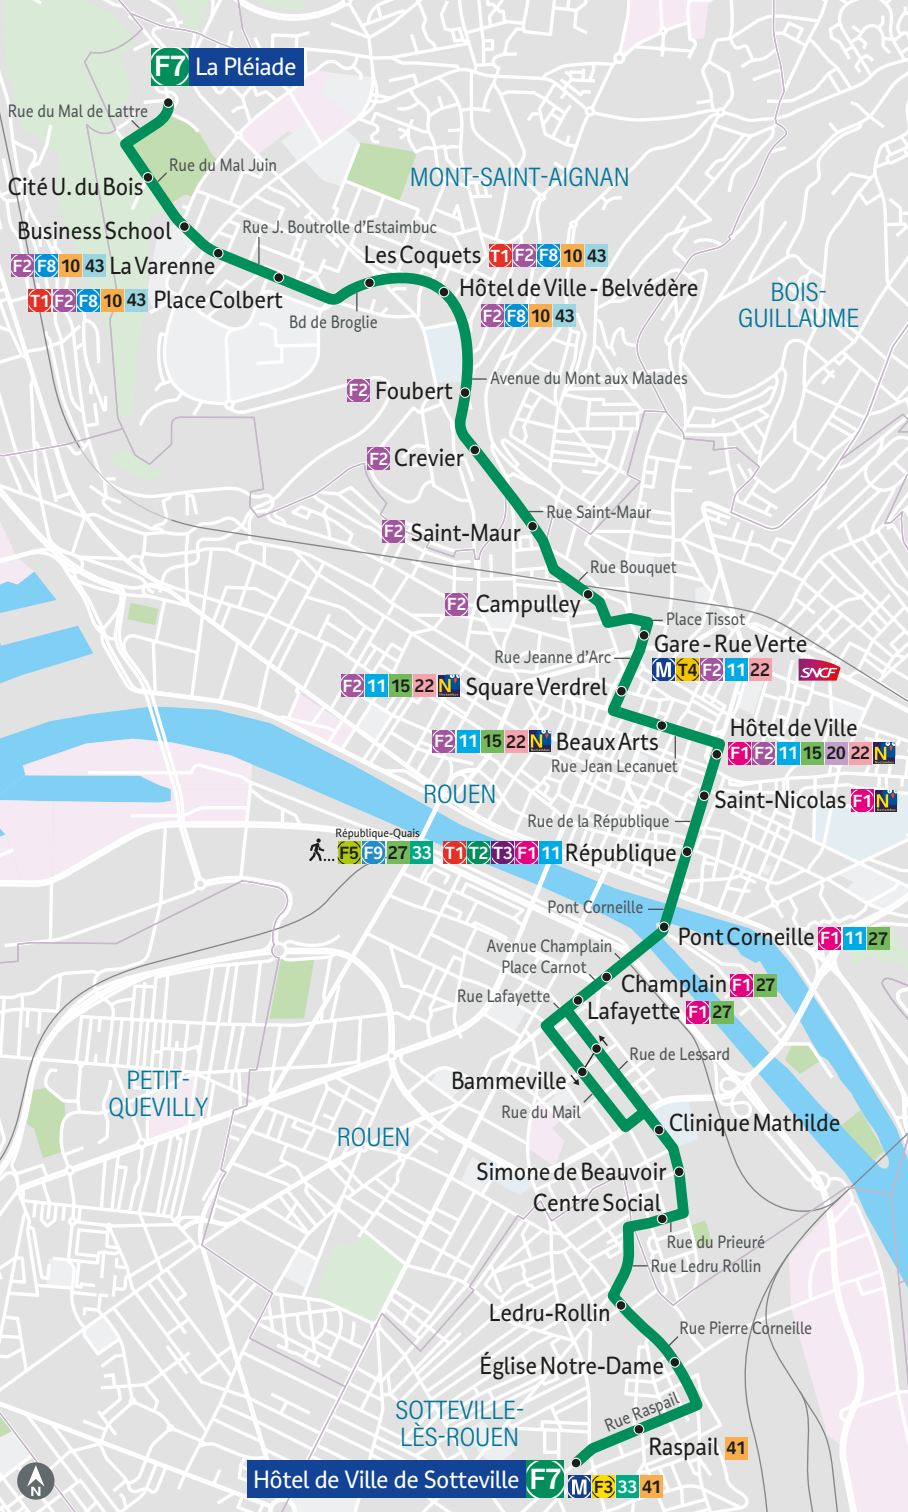 F7 La Pléiade
Rue du Mal de Lattre
Rue du Mal Juin
MONT-SAINT-AIGNAN
Cité U. du Bois
Business School
Rue J. Boutrolle d'Estaimbuc
Les Coquets T1 F2 F8 10 43
F2 F8 10 43 La Varenne
Hôtel de Ville - Belvédère
F2 F8 10 43
T1 F2 F8 10 43 Place Colbert
BOIS-
GUILLAUME
Bd de Broglie
Avenue du Mont aux Malades
F2 Foubert
F2 Crevier
Rue Saint-Maur
F2 Saint-Maur
Rue Bouquet
F2 Campulley
Place Tissot
Gare - Rue Verte
M T4 F2 11 22 SNCF
Rue Jeanne d'Arc
F2 11 15 22 N Square Verdrel
Hôtel de Ville
F1 F2 11 15 20 22 N
F2 11 15 22 N Beaux Arts
Rue Jean Lecanuet
ROUEN
Saint-Nicolas F1 N
Rue de la République
République-Quais
F5 F9 27 33 T1 T2 T3 F1 11 République
Pont Corneille
Pont Corneille F1 11 27
Avenue Champlain
Place Carnot
Champlain F1 27
Rue Lafayette
Lafayette F1 27
Rue de Lessard
PETIT-
QUEVILLY
Bammeville
Rue du Mail
Clinique Mathilde
ROUEN
Simone de Beauvoir
Centre Social
Rue du Prieuré
Rue Ledru Rollin
Ledru-Rollin
Rue Pierre Corneille
Église Notre-Dame
SOTTEVILLE-
LÈS-ROUEN
Rue Raspail
Raspail 41
Hôtel de Ville de Sotteville F7 M F3 33 41
N